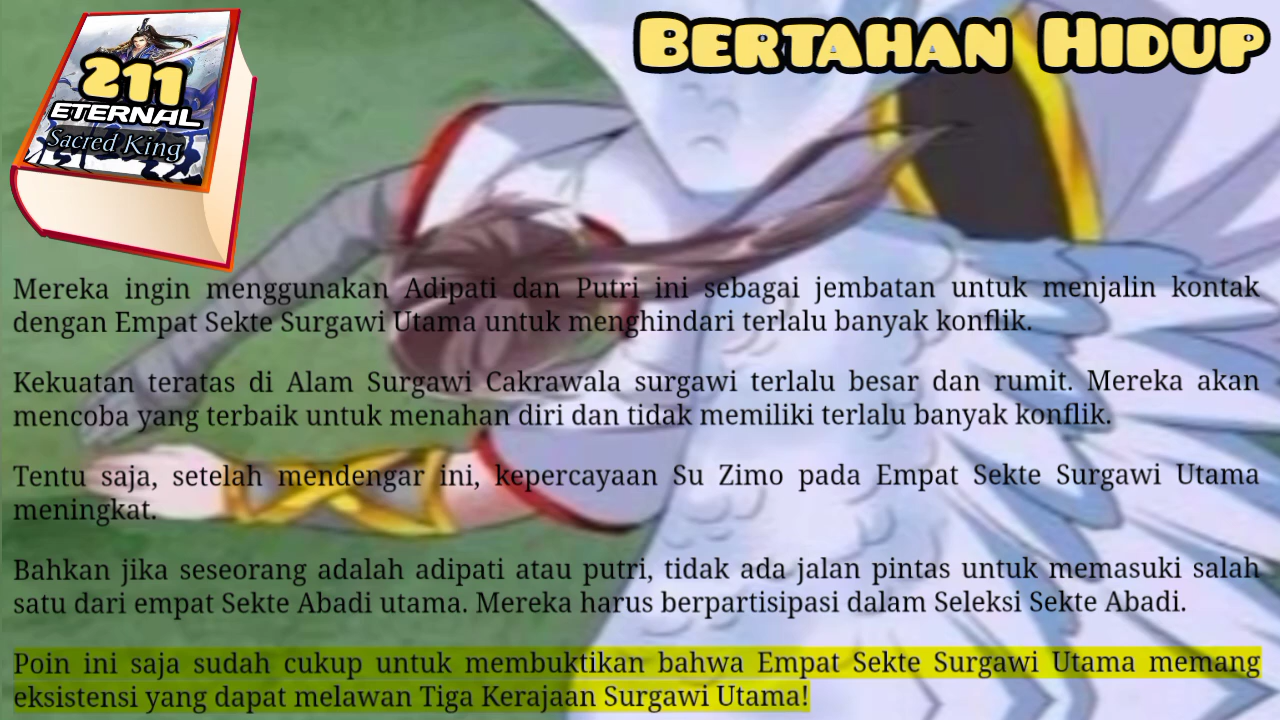 BERTAHAN HIDUP
211
ETERNAL
Sacred King
Mereka ingin menggunakan Adipati dan Putri ini sebagai jembatan untuk menjalin kontak
dengan Empat Sekte Surgawi Utama untuk menghindari terlalu banyak konflik.
Kekuatan teratas di Alam Surgawi Cakrawala surgawi terlalu besar dan rumit. Mereka akan
mencoba yang terbaik untuk menahan diri dan tidak memiliki terlalu banyak konflik.
Tentu saja, setelah mendengar ini, kepercayaan Su Zimo pada Empat Sekte Surgawi Utama
meningkat.
Bahkan jika seseorang adalah adipati atau putri, tidak ada jalan pintas untuk memasuki salah
satu dari empat Sekte Abadi utama. Mereka harus berpartisipasi dalam Seleksi Sekte Abadi.
Poin ini saja sudah cukup untuk membuktikan bahwa Empat Sekte Surgawi Utama memang
eksistensi yang dapat melawan Tiga Kerajaan Surgawi Utama!